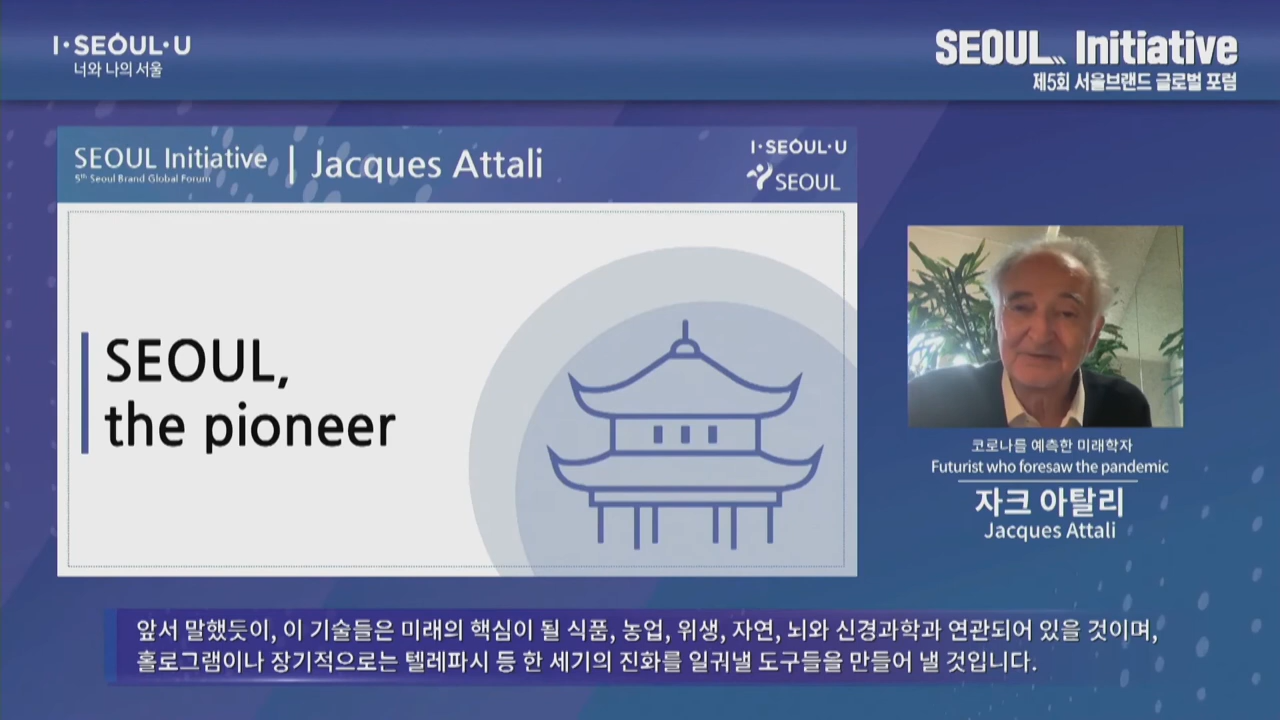 I·SEOUL·U
너와 나의 서울
SEOUL Initiative
제5회 서울브랜드 글로벌 포럼
SEOUL Initiative | Jacques Attali
5th Seoul Brand Global Forum
I·SEOUL·U
SEOUL
SEOUL,
the pioneer
코로나를 예측한 미래학자
Futurist who foresaw the pandemic
자크 아탈리
Jacques Attali
앞서 말했듯이, 이 기술들은 미래의 핵심이 될 식품, 농업, 위생, 자연, 뇌와 신경과학과 연관되어 있을 것이며,
홀로그램이나 장기적으로는 텔레파시 등 한 세기의 진화를 일궈낼 도구들을 만들어 낼 것입니다.